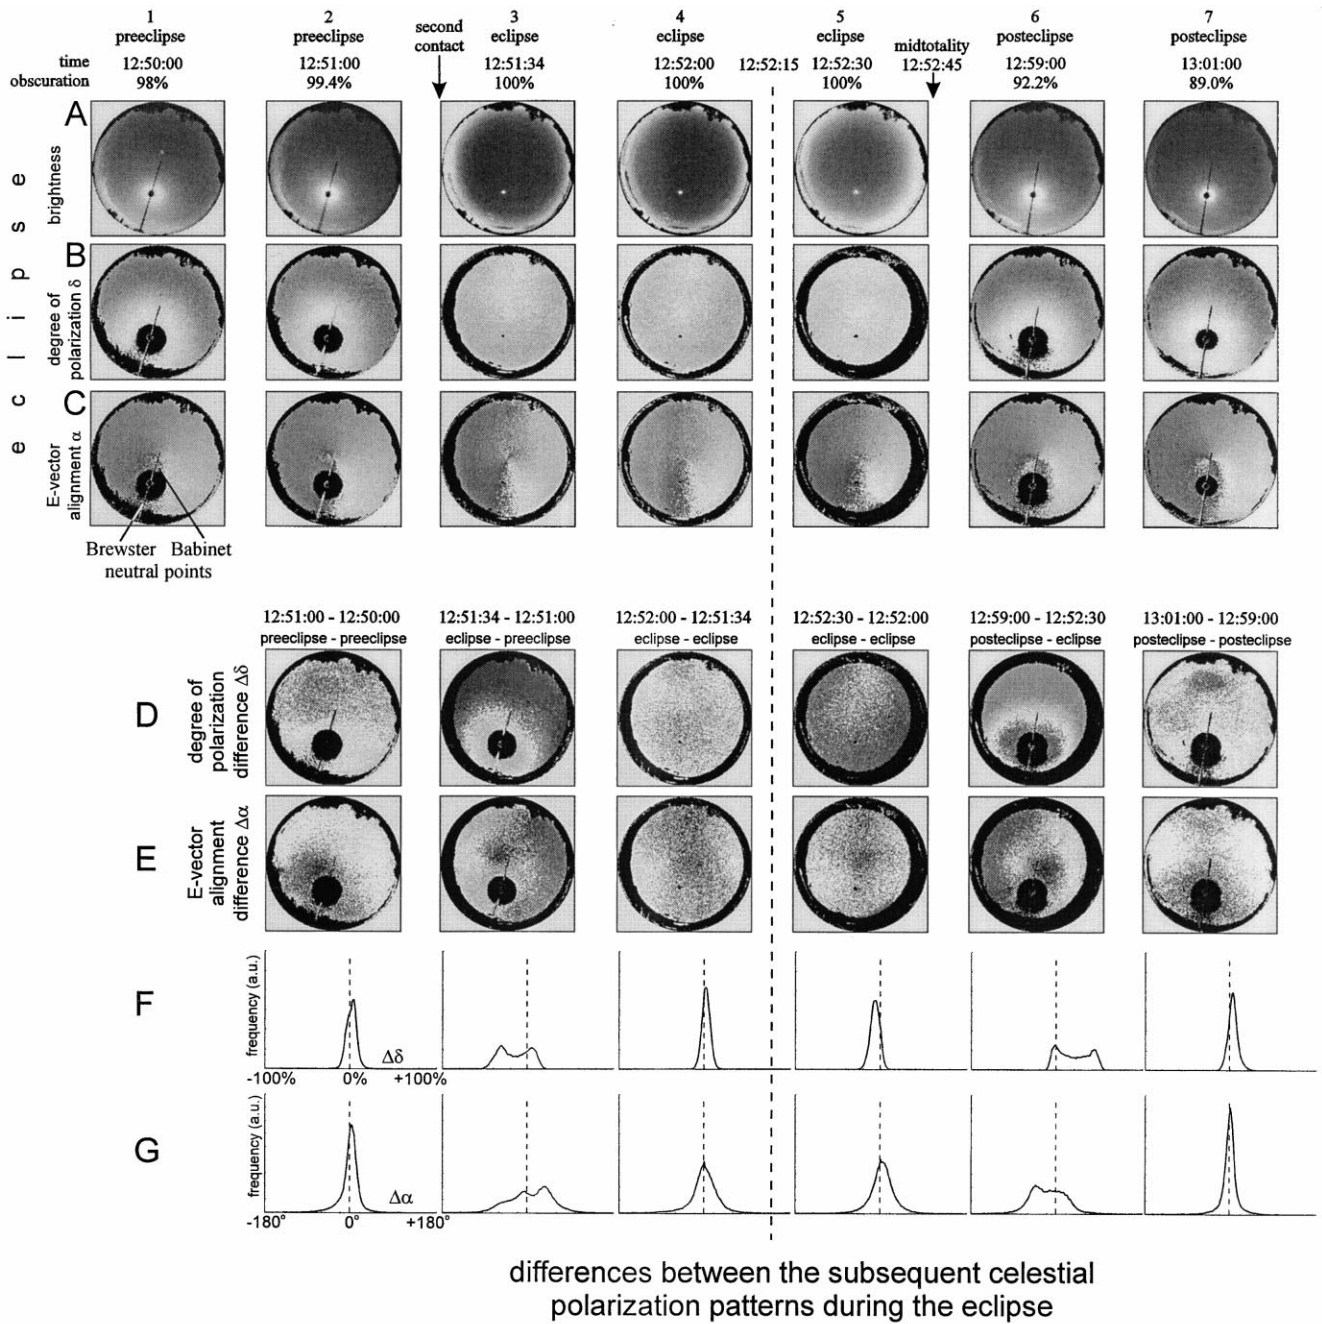 1 2 3 4 5 6 7
preeclipse preeclipse second contact eclipse eclipse eclipse posteclipse posteclipse
midtotality
time 12:50:00 12:51:00 12:51:34 12:52:00 12:52:15 12:52:30 12:52:45 12:59:00 13:01:00
obscuration 98% 99.4% 100% 100% 100% 92.2% 89.0%
eclipse
A
brightness
B
degree of
polarization δ
C
E-vector
alignment α
Brewster Babinet
neutral points
12:51:00 - 12:50:00 12:51:34 - 12:51:00 12:52:00 - 12:51:34 12:52:30 - 12:52:00 12:59:00 - 12:52:30 13:01:00 - 12:59:00
preeclipse - preeclipse eclipse - preeclipse eclipse - eclipse eclipse - eclipse posteclipse - eclipse posteclipse - posteclipse
D
degree of
polarization
difference Δδ
E
E-vector
alignment
difference Δα
F
frequency (a.u.)
Δδ
-100% 0% +100%
G
frequency (a.u.)
Δα
-180° 0° +180°
differences between the subsequent celestial
polarization patterns during the eclipse